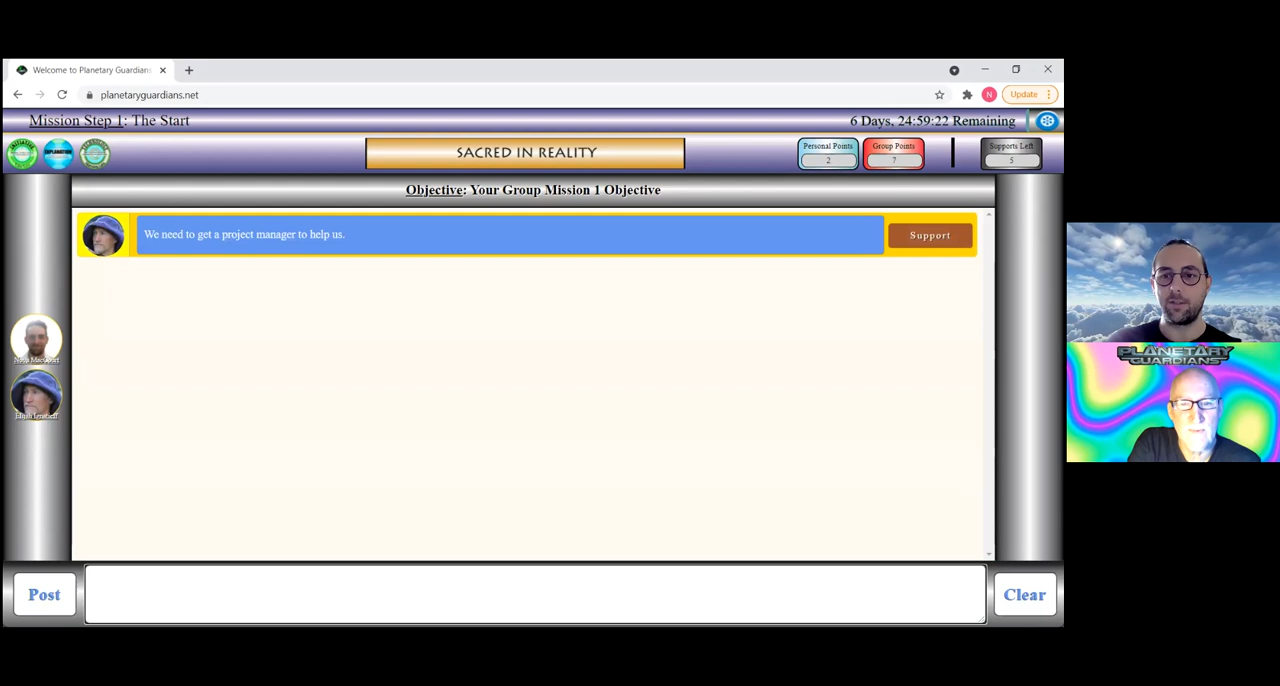 Welcome to Planetary Guardians
planetaryguardians.net
Update
Mission Step 1: The Start
6 Days, 24:59:22 Remaining
SACRED IN REALITY
Personal Points
2
Group Points
7
Supports Left
5
Objective: Your Group Mission 1 Objective
We need to get a project manager to help us.
Support
N
PLANETARY
GUARDIANS
Post
Clear